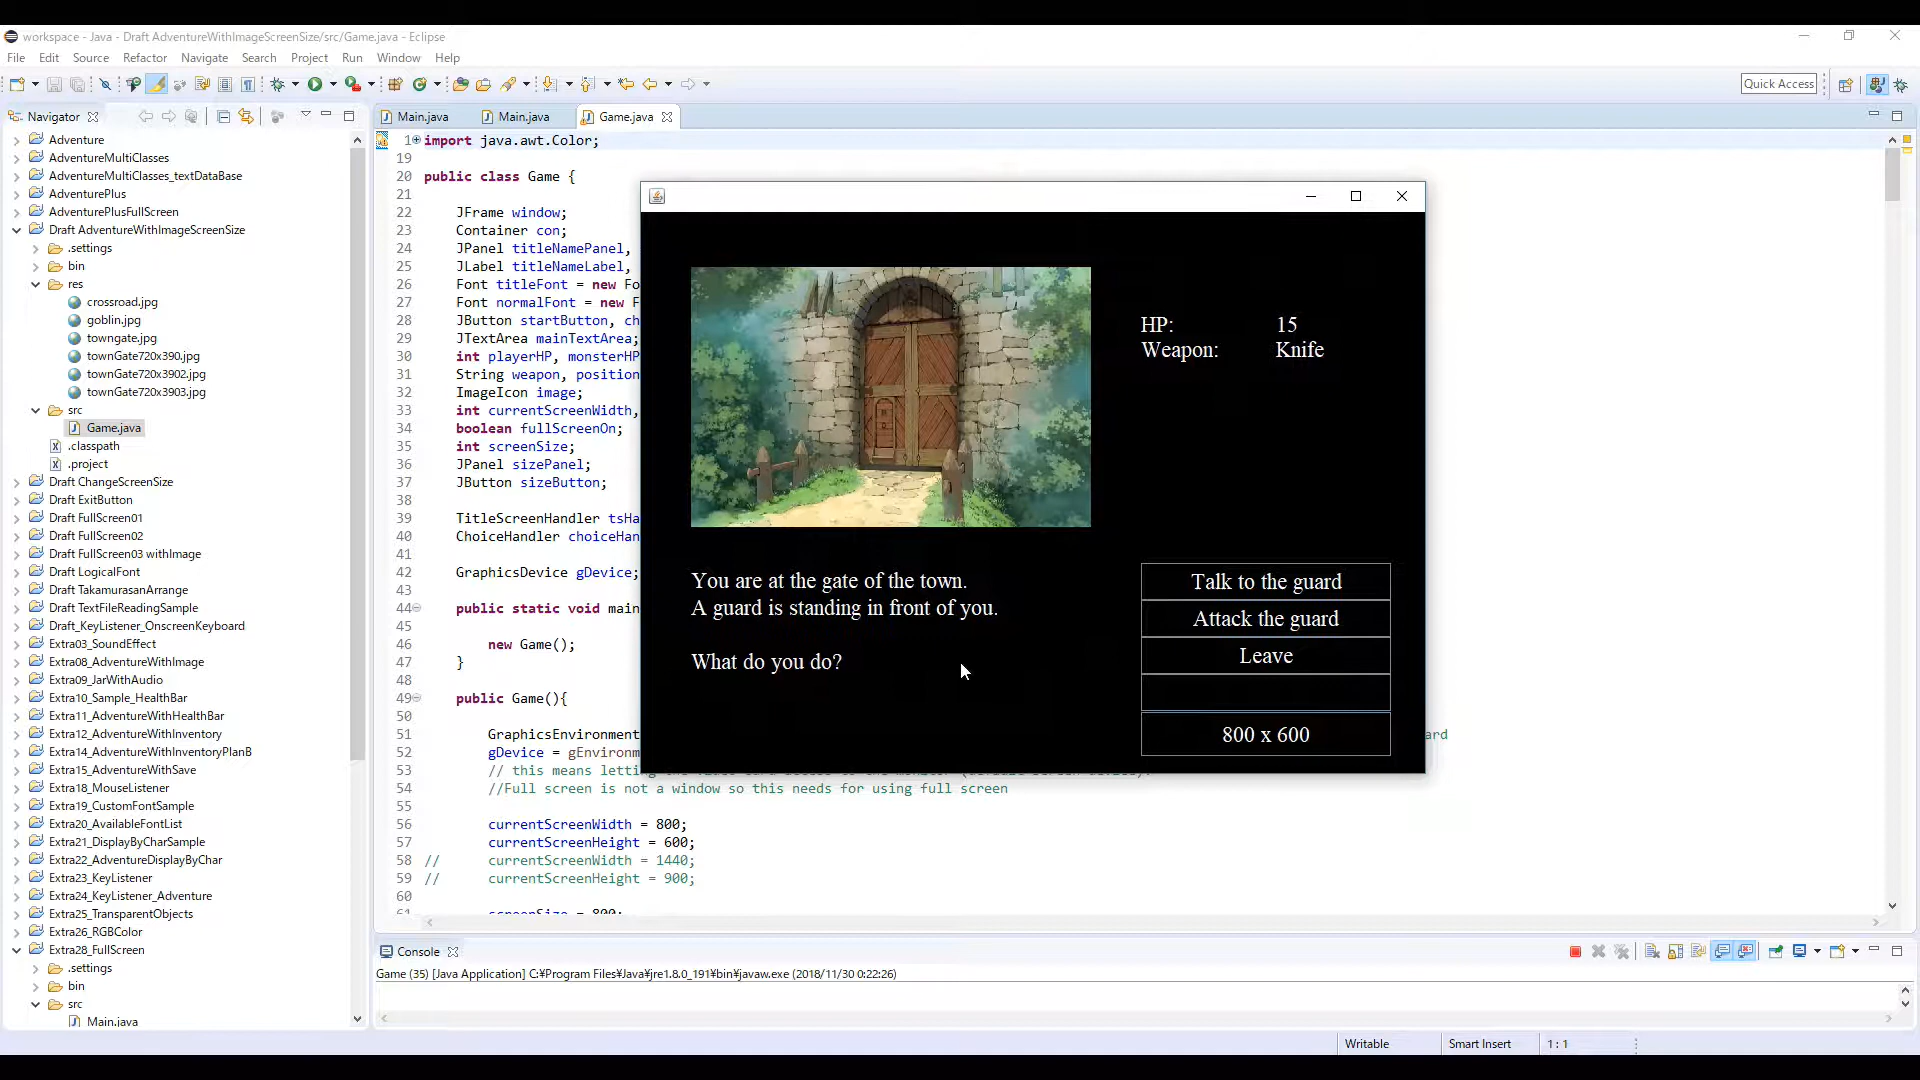 workspace - Java - Draft AdventureWithImageScreenSize/src/Game.java - Eclipse
File Edit Source Refactor Navigate Search Project Run Window Help
Quick Access
Navigator
Adventure
AdventureMultiClasses
AdventureMultiClasses_textDataBase
AdventurePlus
AdventurePlusFullScreen
Draft AdventureWithImageScreenSize
.settings
bin
res
crossroad.jpg
goblin.jpg
towngate.jpg
townGate720x390.jpg
townGate720x3902.jpg
townGate720x3903.jpg
src
Game.java
.classpath
.project
Draft ChangeScreenSize
Draft ExitButton
Draft FullScreen01
Draft FullScreen02
Draft FullScreen03 withImage
Draft LogicalFont
Draft TakamurasanArrange
Draft TextFileReadingSample
Draft_KeyListener_OnscreenKeyboard
Extra03_SoundEffect
Extra08_AdventureWithImage
Extra09_JarWithAudio
Extra10_Sample_HealthBar
Extra11_AdventureWithHealthBar
Extra12_AdventureWithInventory
Extra14_AdventureWithInventoryPlanB
Extra15_AdventureWithSave
Extra18_MouseListener
Extra19_CustomFontSample
Extra20_AvailableFontList
Extra21_DisplayByCharSample
Extra22_AdventureDisplayByChar
Extra23_KeyListener
Extra24_KeyListener_Adventure
Extra25_TransparentObjects
Extra26_RGBColor
Extra28_FullScreen
.settings
bin
src
Main.java
Main.java Main.java Game.java
1 import java.awt.Color;
19
20 public class Game {
21
22 JFrame window;
23 Container con;
24 JPanel titleNamePanel,
25 JLabel titleNameLabel,
26 Font titleFont = new Fo
27 Font normalFont = new F
28 JButton startButton, ch
29 JTextArea mainTextArea;
30 int playerHP, monsterHP
31 String weapon, position
32 ImageIcon image;
33 int currentScreenWidth,
34 boolean fullScreenOn;
35 int screenSize;
36 JPanel sizePanel;
37 JButton sizeButton;
38
39 TitleScreenHandler tsHa
40 ChoiceHandler choiceHan
41
42 GraphicsDevice gDevice;
43
44 public static void main
45
46 new Game();
47 }
48
49 public Game(){
50
51 GraphicsEnvironment ard
52 gDevice = gEnvironm
53 // this means letting
54 //Full screen is not a window so this needs for using full screen
55
56 currentScreenWidth = 800;
57 currentScreenHeight = 600;
58 // currentScreenWidth = 1440;
59 // currentScreenHeight = 900;
60
61 screenSize = 800;
HP: 15
Weapon: Knife
You are at the gate of the town.
A guard is standing in front of you.
What do you do?
Talk to the guard
Attack the guard
Leave
800 x 600
Console
Game (35) [Java Application] C:¥Program Files¥Java¥jre1.8.0_191¥bin¥javaw.exe (2018/11/30 0:22:26)
Writable Smart Insert 1 : 1